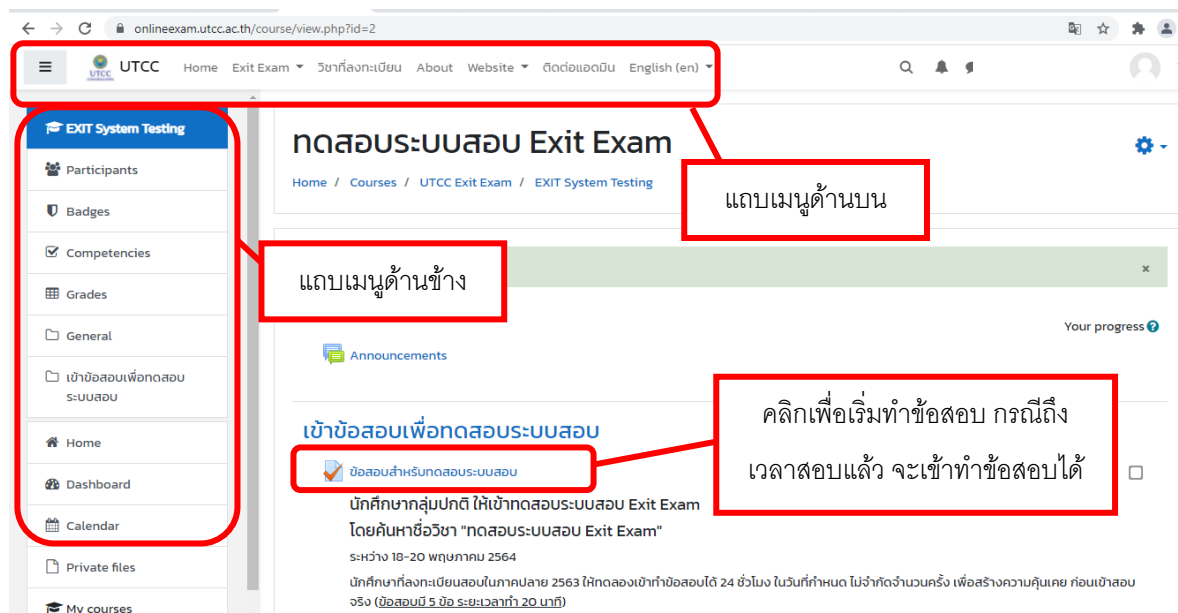 onlineexam.utcc.ac.th/course/view.php?id=2
UTCC UTCC Home Exit Exam วิชาที่ลงทะเบียน About Website ติดต่อแอดมิน English (en)
EXIT System Testing
Participants
Badges
Competencies
Grades
General
เข้าข้อสอบเพื่อทดสอบ
ระบบสอบ
Home
Dashboard
Calendar
Private files
My courses
ทดสอบระบบสอบ Exit Exam
Home / Courses / UTCC Exit Exam / EXIT System Testing
แถบเมนูด้านบน
แถบเมนูด้านข้าง
×
Your progress
Announcements
เข้าข้อสอบเพื่อทดสอบระบบสอบ
คลิกเพื่อเริ่มทำข้อสอบ กรณีถึง
เวลาสอบแล้ว จะเข้าทำข้อสอบได้
ข้อสอบสำหรับทดสอบระบบสอบ
นักศึกษากลุ่มปกติ ให้เข้าทดสอบระบบสอบ Exit Exam
โดยค้นหาชื่อวิชา "ทดสอบระบบสอบ Exit Exam"
ระหว่าง 18-20 พฤษภาคม 2564
นักศึกษาที่ลงทะเบียนสอบในภาคปลาย 2563 ให้ทดลองเข้าทำข้อสอบได้ 24 ชั่วโมง ในวันที่กำหนด ไม่จำกัดจำนวนครั้ง เพื่อสร้างความคุ้นเคย ก่อนเข้าสอบ
จริง (ข้อสอบมี 5 ข้อ ระยะเวลาทำ 20 นาที)